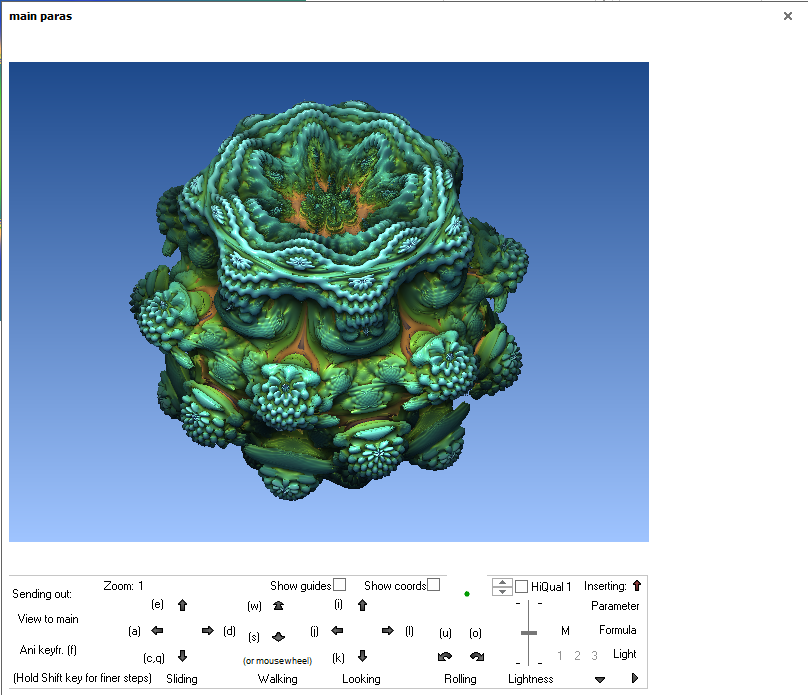 main paras
Zoom: 1
Show guides
Show coords
HiQual 1
Inserting:
Sending out:
(e)
(w)
(i)
Parameter
View to main
(a)
(d)
(s)
(j)
(l)
(u)
(o)
M
Formula
Ani keyfr. (f)
(c,q)
(or mousewheel)
(k)
1 2 3
Light
(Hold Shift key for finer steps)
Sliding
Walking
Looking
Rolling
Lightness